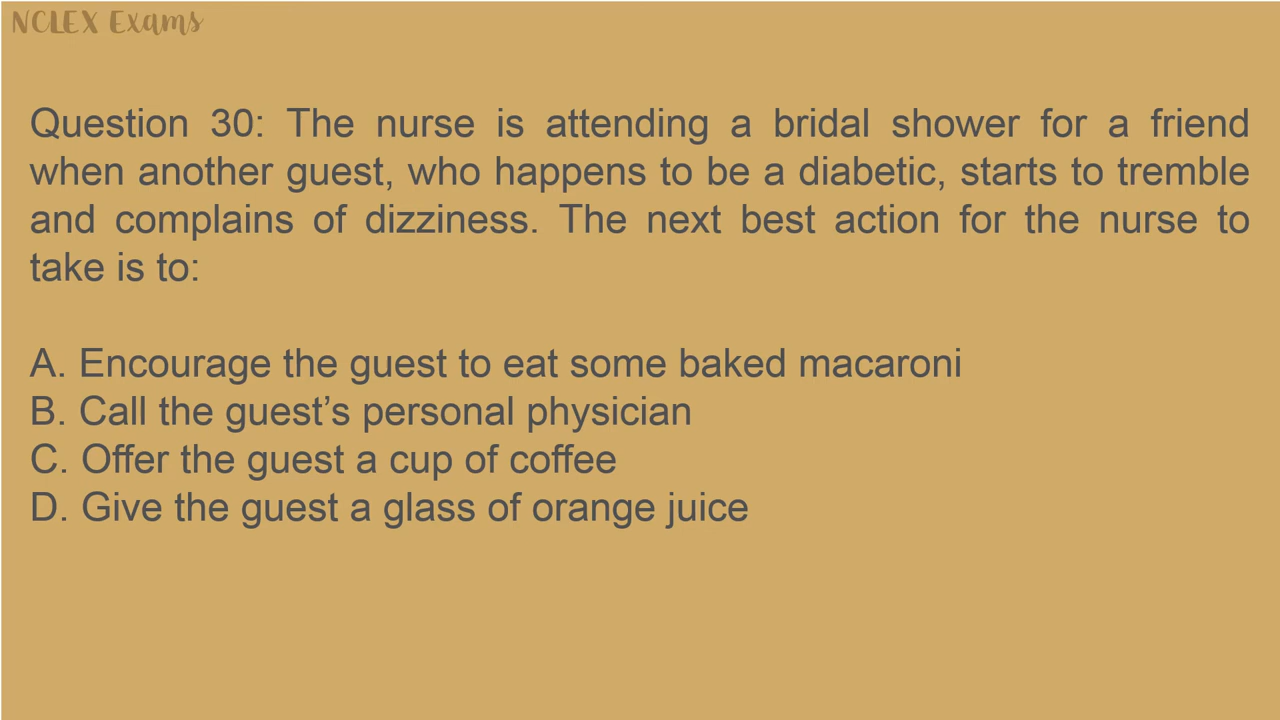 NCLEX Exams
Question 30: The nurse is attending a bridal shower for a friend
when another guest, who happens to be a diabetic, starts to tremble
and complains of dizziness. The next best action for the nurse to
take is to:
A. Encourage the guest to eat some baked macaroni
B. Call the guest’s personal physician
C. Offer the guest a cup of coffee
D. Give the guest a glass of orange juice